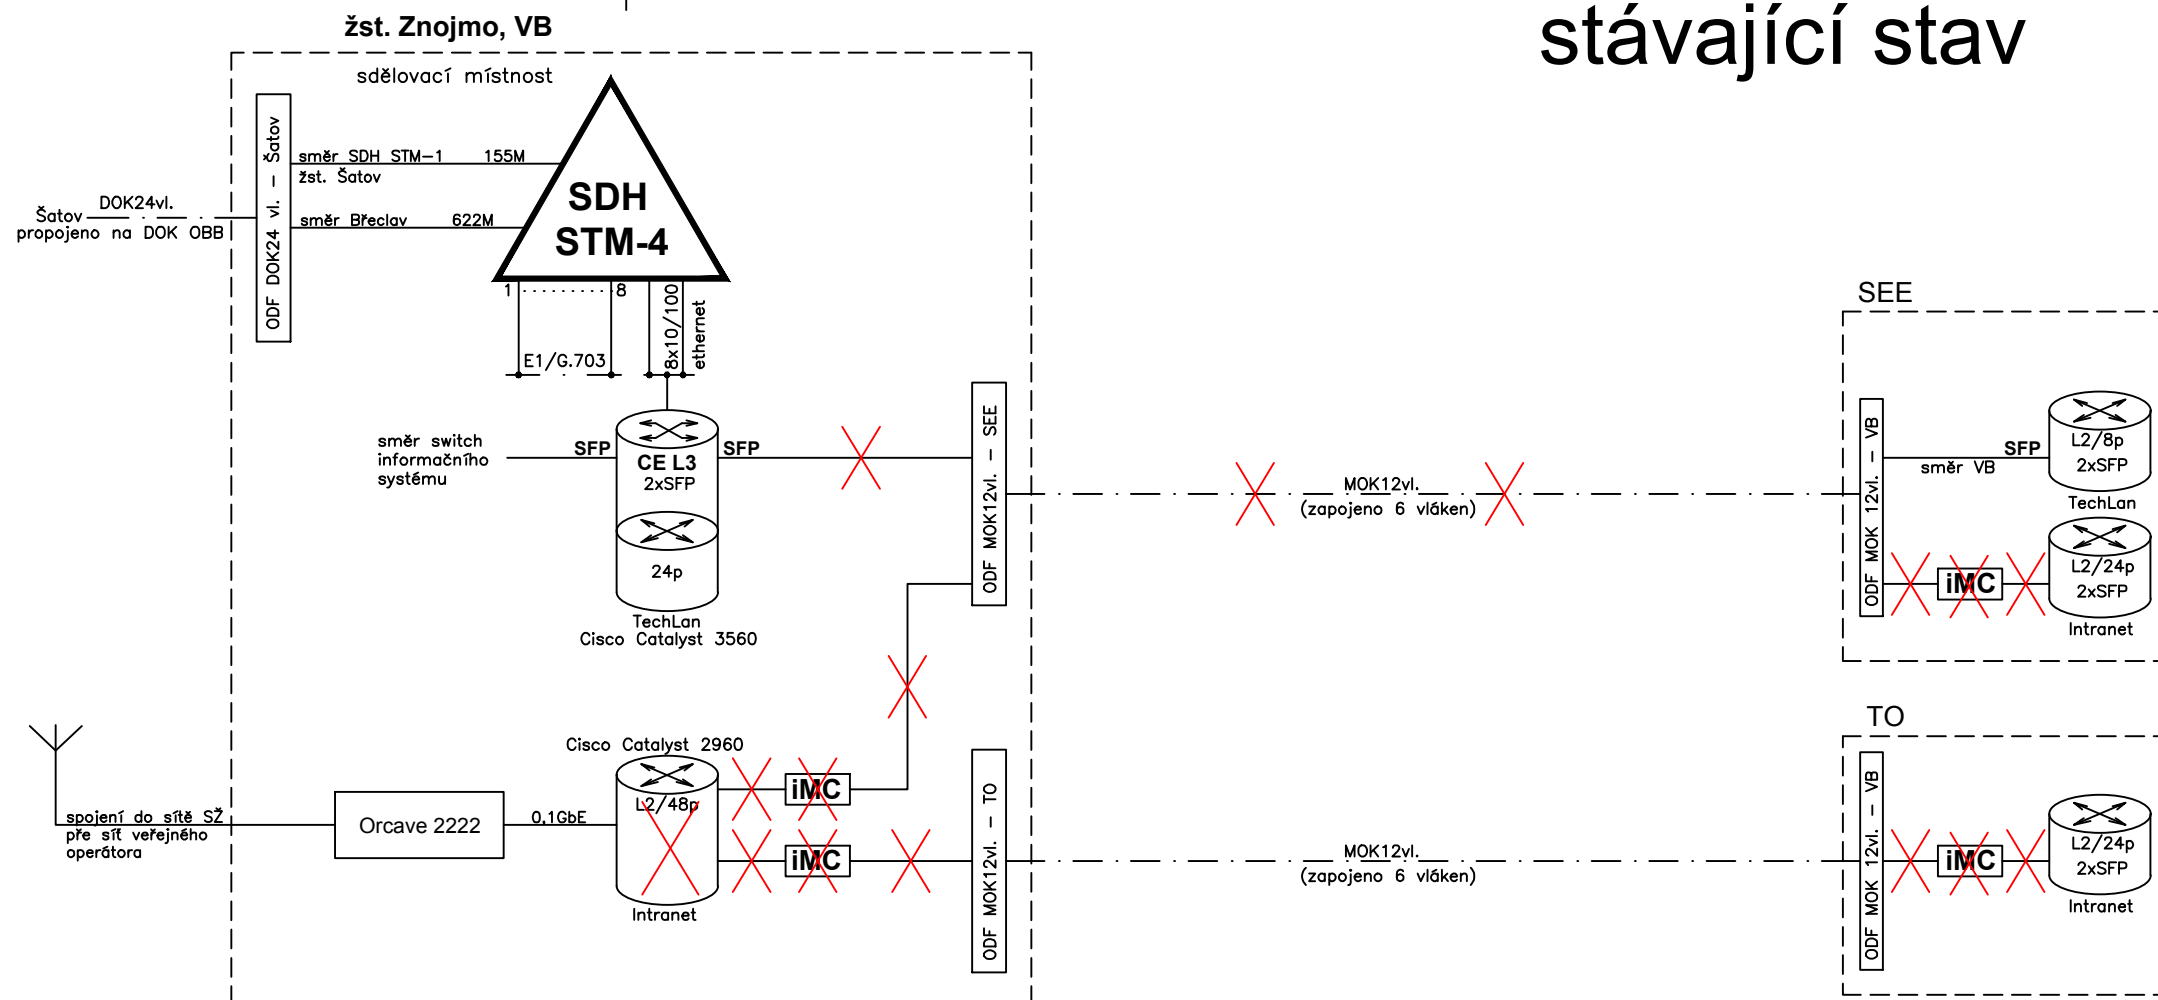 stávající stav
žst. Znojmo, VB
sdělovací místnost
ODF DOK24 vl. – Šatov
směr SDH STM-1 155M
žst. Šatov
směr Břeclav 622M
Šatov
DOK24vl.
propojeno na DOK OBB
SDH
STM-4
1
8
E1/G.703
8x10/100
ethernet
směr switch
informačního
systému
SFP
SFP
CE L3
2xSFP
24p
TechLan
Cisco Catalyst 3560
ODF MOK12vl. – SEE
MOK12vl.
(zapojeno 6 vláken)
SEE
ODF MOK 12vl. – VB
SFP
směr VB
L2/8p
2xSFP
TechLan
iMC
L2/24p
2xSFP
Intranet
spojení do sítě SŽ
pře síť veřejného
operátora
Orcave 2222
0,1GbE
Cisco Catalyst 2960
L2/48p
Intranet
iMC
iMC
ODF MOK12vl. – TO
MOK12vl.
(zapojeno 6 vláken)
TO
ODF MOK 12vl. – VB
iMC
L2/24p
2xSFP
Intranet